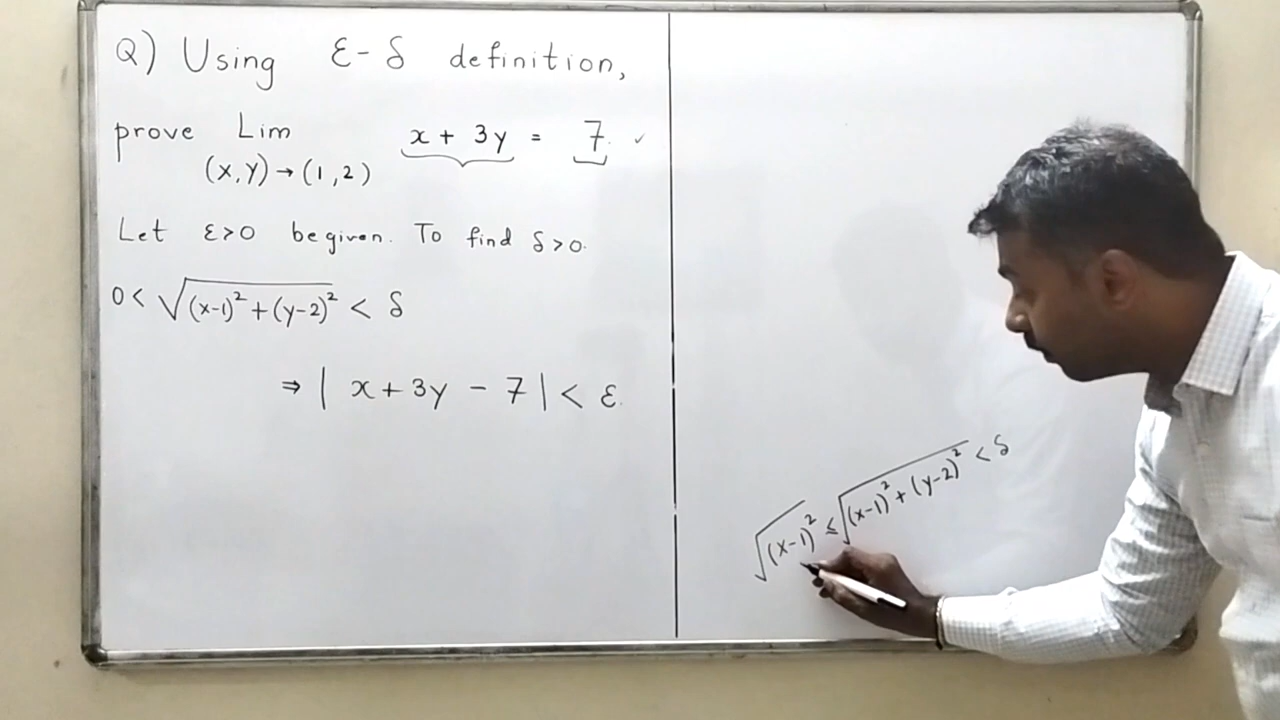 Q) Using ε-δ definition,
prove Lim x + 3y = 7.
(x,y)→(1,2)
Let ε>0 be given. To find δ>0.
0 < √(x-1)² + (y-2)² < δ
⇒ | x + 3y - 7 | < ε.
√(x-1)² ≤ √(x-1)² + (y-2)² < δ